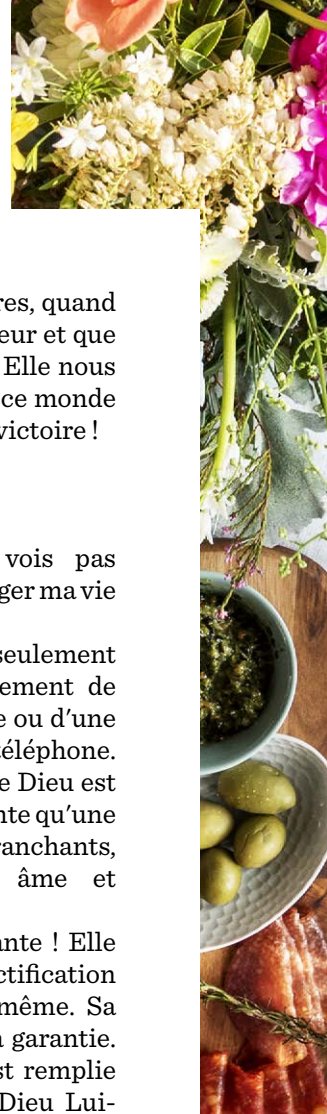 res, quand
eur et que
Elle nous
ce monde
victoire !
vois pas
ger ma vie
seulement
ement de
e ou d'une
téléphone.
e Dieu est
nte qu'une
ranchants,
âme et
ante ! Elle
ctification
même. Sa
a garantie.
st remplie
Dieu Lui-